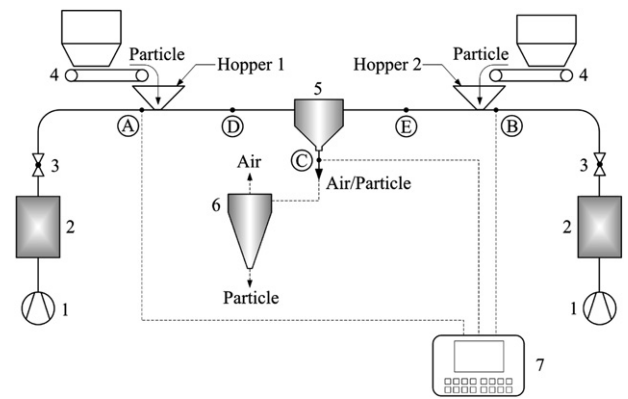 Particle
Hopper 1
Hopper 2
Particle
4
4
5
A
D
E
B
C
3
Air
Air/Particle
3
6
2
2
Particle
1
1
7